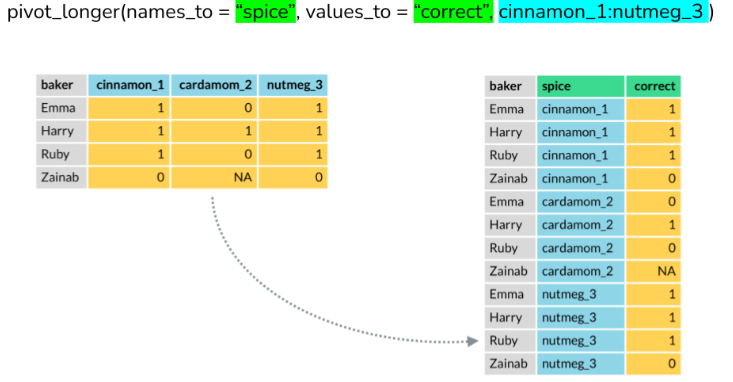 pivot_longer(names_to = “spice”, values_to = “correct”, cinnamon_1:nutmeg_3 )
baker cinnamon_1 cardamom_2 nutmeg_3
Emma 1 0 1
Harry 1 1 1
Ruby 1 0 1
Zainab 0 NA 0
baker spice correct
Emma cinnamon_1 1
Harry cinnamon_1 1
Ruby cinnamon_1 1
Zainab cinnamon_1 0
Emma cardamom_2 0
Harry cardamom_2 1
Ruby cardamom_2 0
Zainab cardamom_2 NA
Emma nutmeg_3 1
Harry nutmeg_3 1
Ruby nutmeg_3 1
Zainab nutmeg_3 0